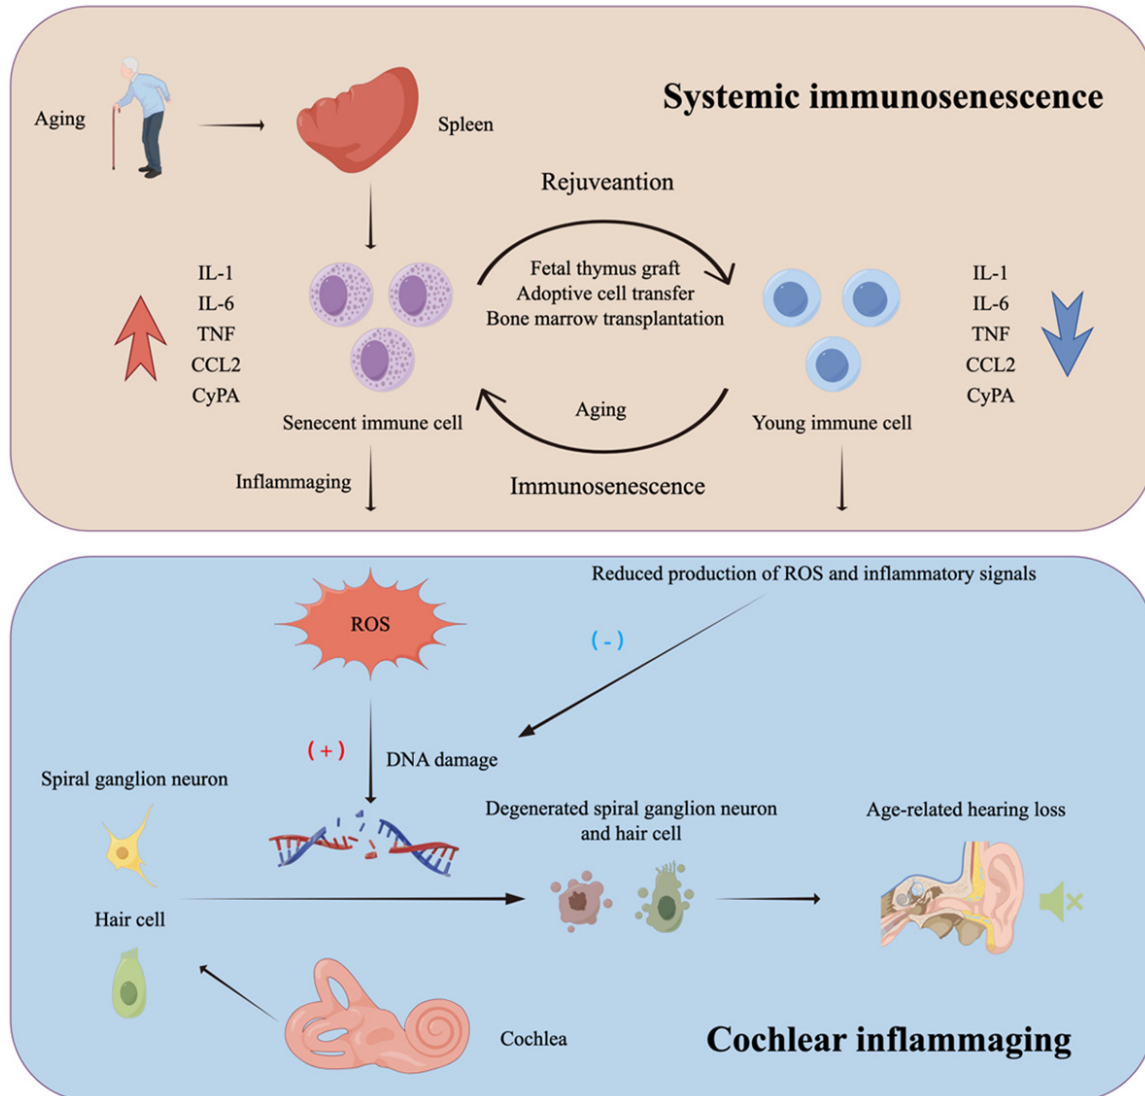 Systemic immunosenescence
Aging
Spleen
Rejuveantion
Fetal thymus graft
Adoptive cell transfer
Bone marrow transplantation
IL-1
IL-6
TNF
CCL2
CyPA
IL-1
IL-6
TNF
CCL2
CyPA
Senecent immune cell
Aging
Young immune cell
Inflammaging
Immunosenescence
Reduced production of ROS and inflammatory signals
ROS
(-)
(+)
DNA damage
Spiral ganglion neuron
Degenerated spiral ganglion neuron
and hair cell
Age-related hearing loss
Hair cell
Cochlea
Cochlear inflammaging